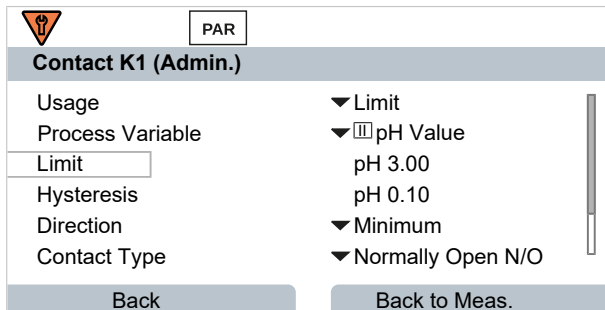 PAR
Contact K1 (Admin.)
Usage Limit
Process Variable II pH Value
Limit pH 3.00
Hysteresis pH 0.10
Direction Minimum
Contact Type Normally Open N/O
Back Back to Meas.